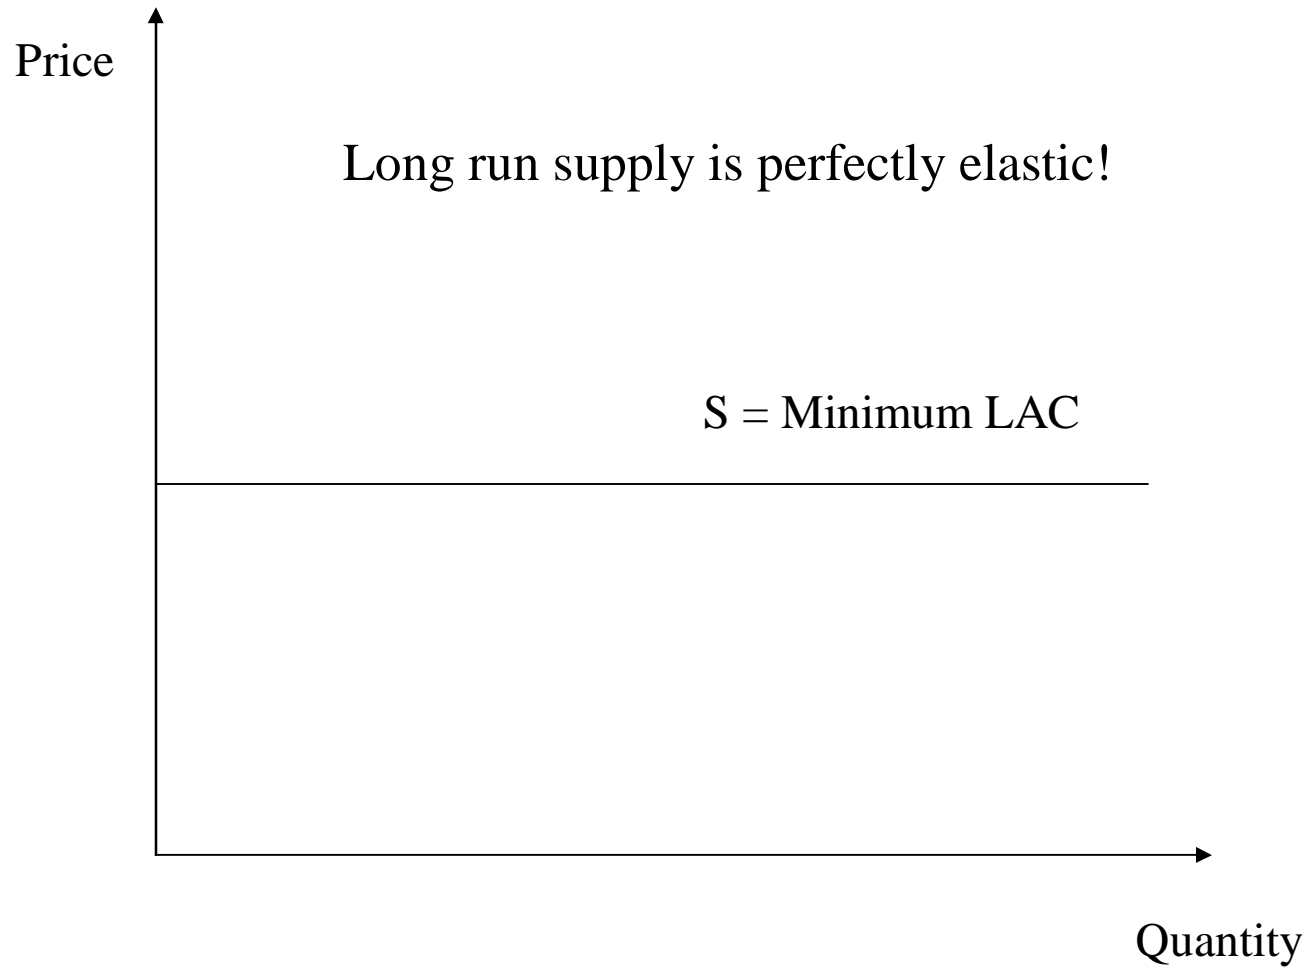 Price
Long run supply is perfectly elastic!
S = Minimum LAC
Quantity